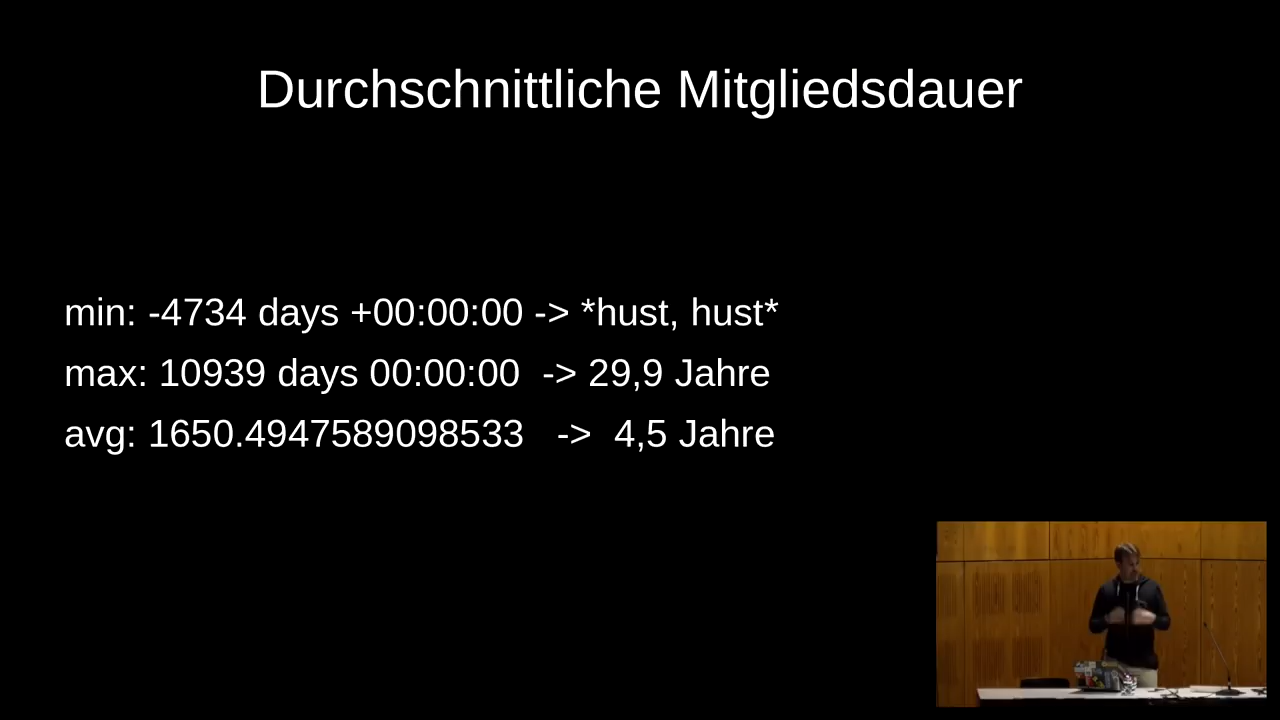 Durchschnittliche Mitgliedsdauer
min: -4734 days +00:00:00 -> *hust, hust*
max: 10939 days 00:00:00  -> 29,9 Jahre
avg: 1650.4947589098533   ->  4,5 Jahre